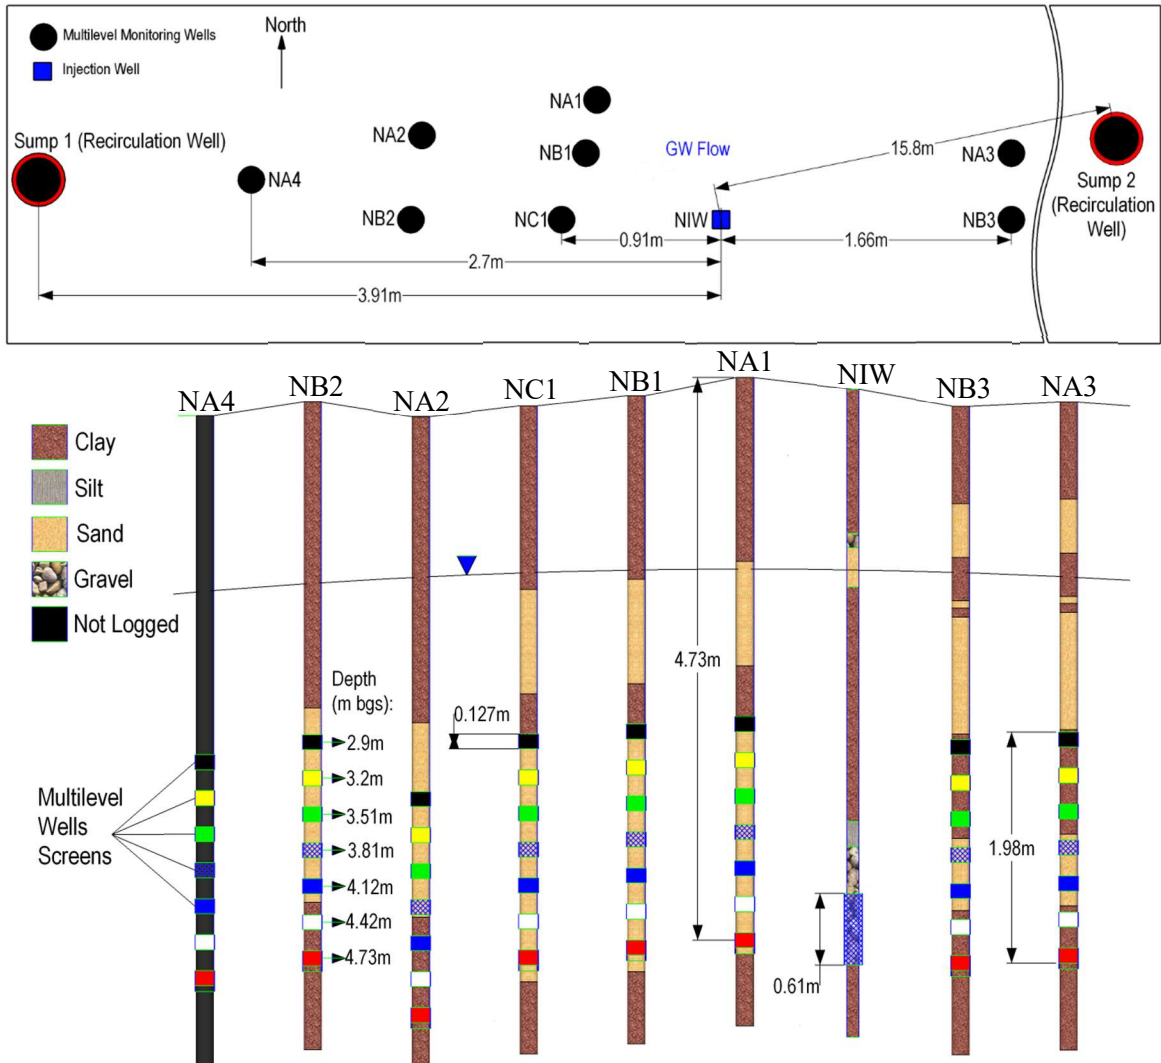 North
Multilevel Monitoring Wells
Injection Well
NA1
NA2
Sump 1 (Recirculation Well)
NB1
GW Flow
15.8m
NA3
NA4
Sump 2
(Recirculation
Well)
NB2
NC1
NIW
NB3
0.91m
1.66m
2.7m
3.91m
NA4
NB2
NA2
NC1
NB1
NA1
NIW
NB3
NA3
Clay
Silt
Sand
Gravel
Not Logged
4.73m
Depth
(m bgs):
0.127m
2.9m
3.2m
3.51m
3.81m
4.12m
4.42m
4.73m
Multilevel
Wells
Screens
1.98m
0.61m